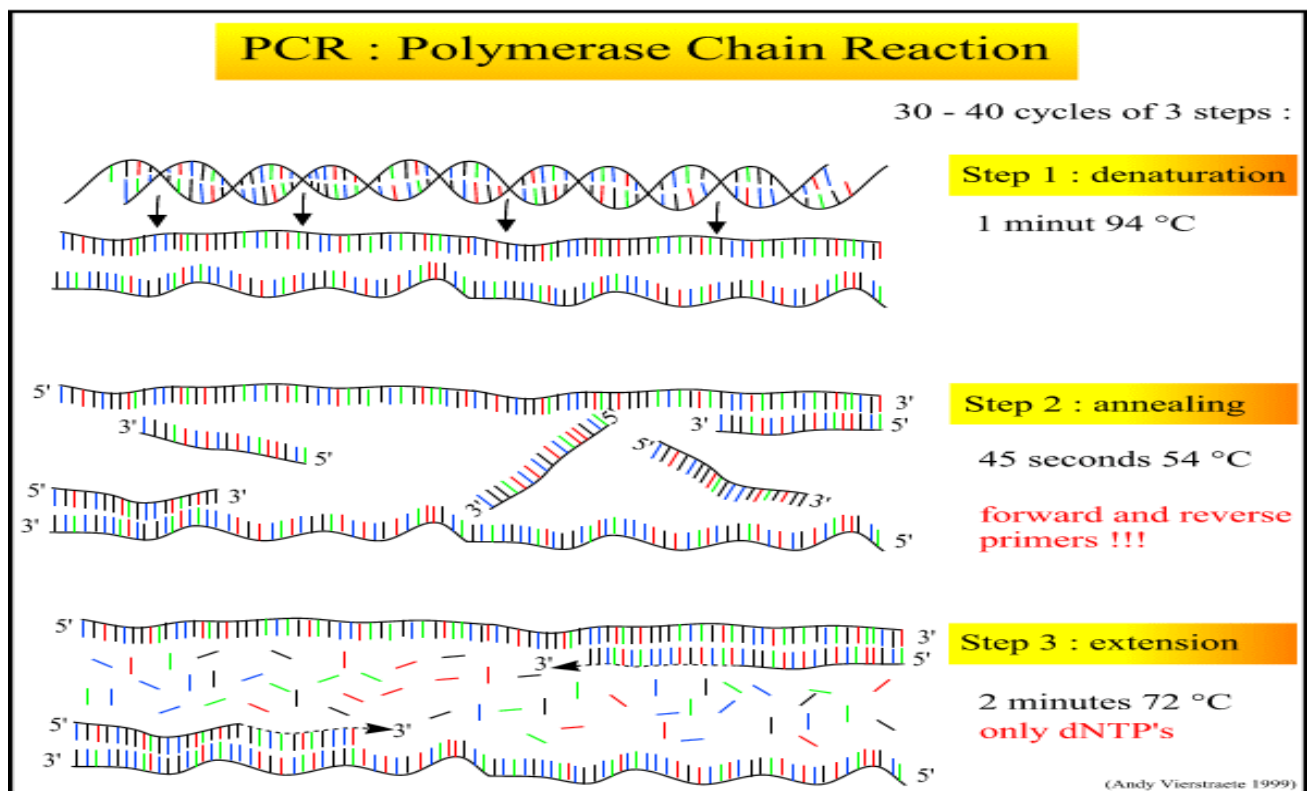 PCR : Polymerase Chain Reaction
30 - 40 cycles of 3 steps :
Step 1 : denaturation
1 minut 94 °C
5'
3'
3'
5'
5'
5'
5'
3'
3'
3'
3'
5'
Step 2 : annealing
45 seconds 54 °C
forward and reverse
primers !!!
5'
3'
3'
5'
5'
3'
3'
5'
Step 3 : extension
2 minutes 72 °C
only dNTP's
(Andy Vierstraete 1999)